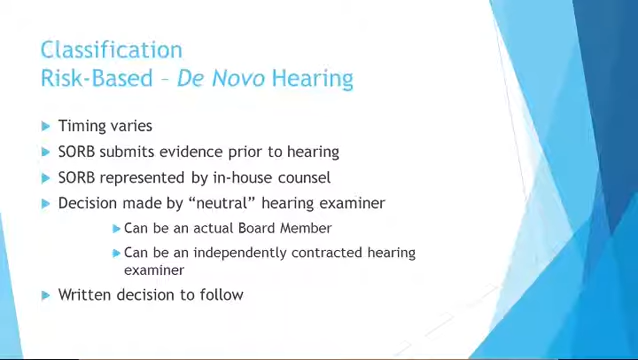 Classification
Risk-Based – De Novo Hearing
Timing varies
SORB submits evidence prior to hearing
SORB represented by in-house counsel
Decision made by “neutral” hearing examiner
Can be an actual Board Member
Can be an independently contracted hearing
examiner
Written decision to follow